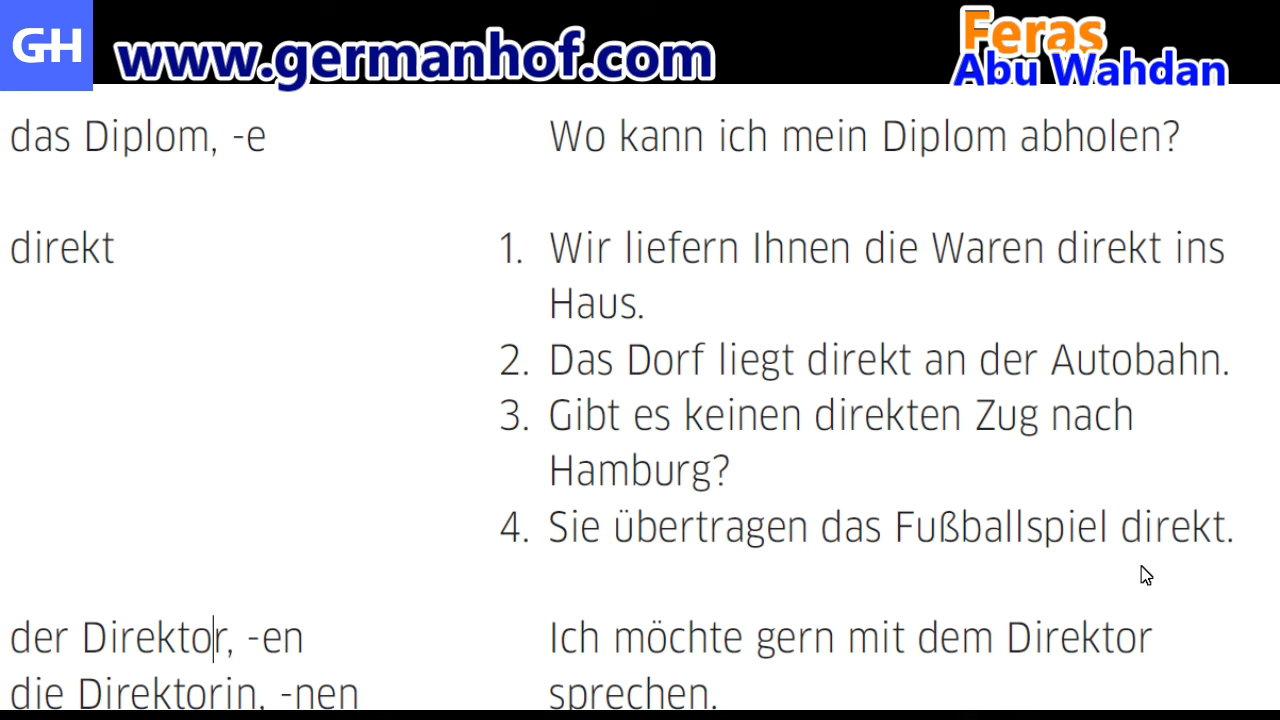 GH
www.germanhof.com
Feras
Abu Wahdan
das Diplom, -e
Wo kann ich mein Diplom abholen?
direkt
1. Wir liefern Ihnen die Waren direkt ins
Haus.
2. Das Dorf liegt direkt an der Autobahn.
3. Gibt es keinen direkten Zug nach
Hamburg?
4. Sie übertragen das Fußballspiel direkt.
der Direktor, -en
Ich möchte gern mit dem Direktor
die Direktorin, -nen
sprechen.